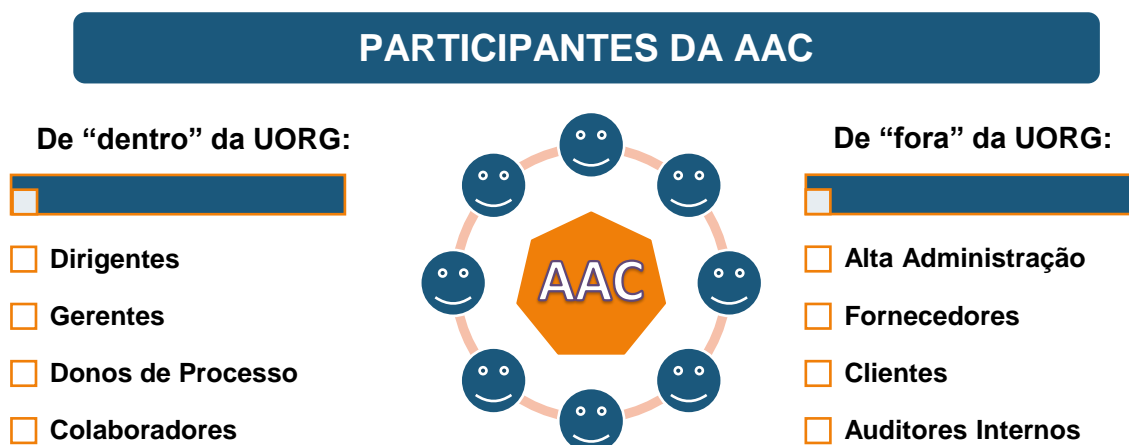 PARTICIPANTES DA AAC
De “dentro” da UORG:
Dirigentes
Gerentes
Donos de Processo
Colaboradores
AAC
De “fora” da UORG:
Alta Administração
Fornecedores
Clientes
Auditores Internos